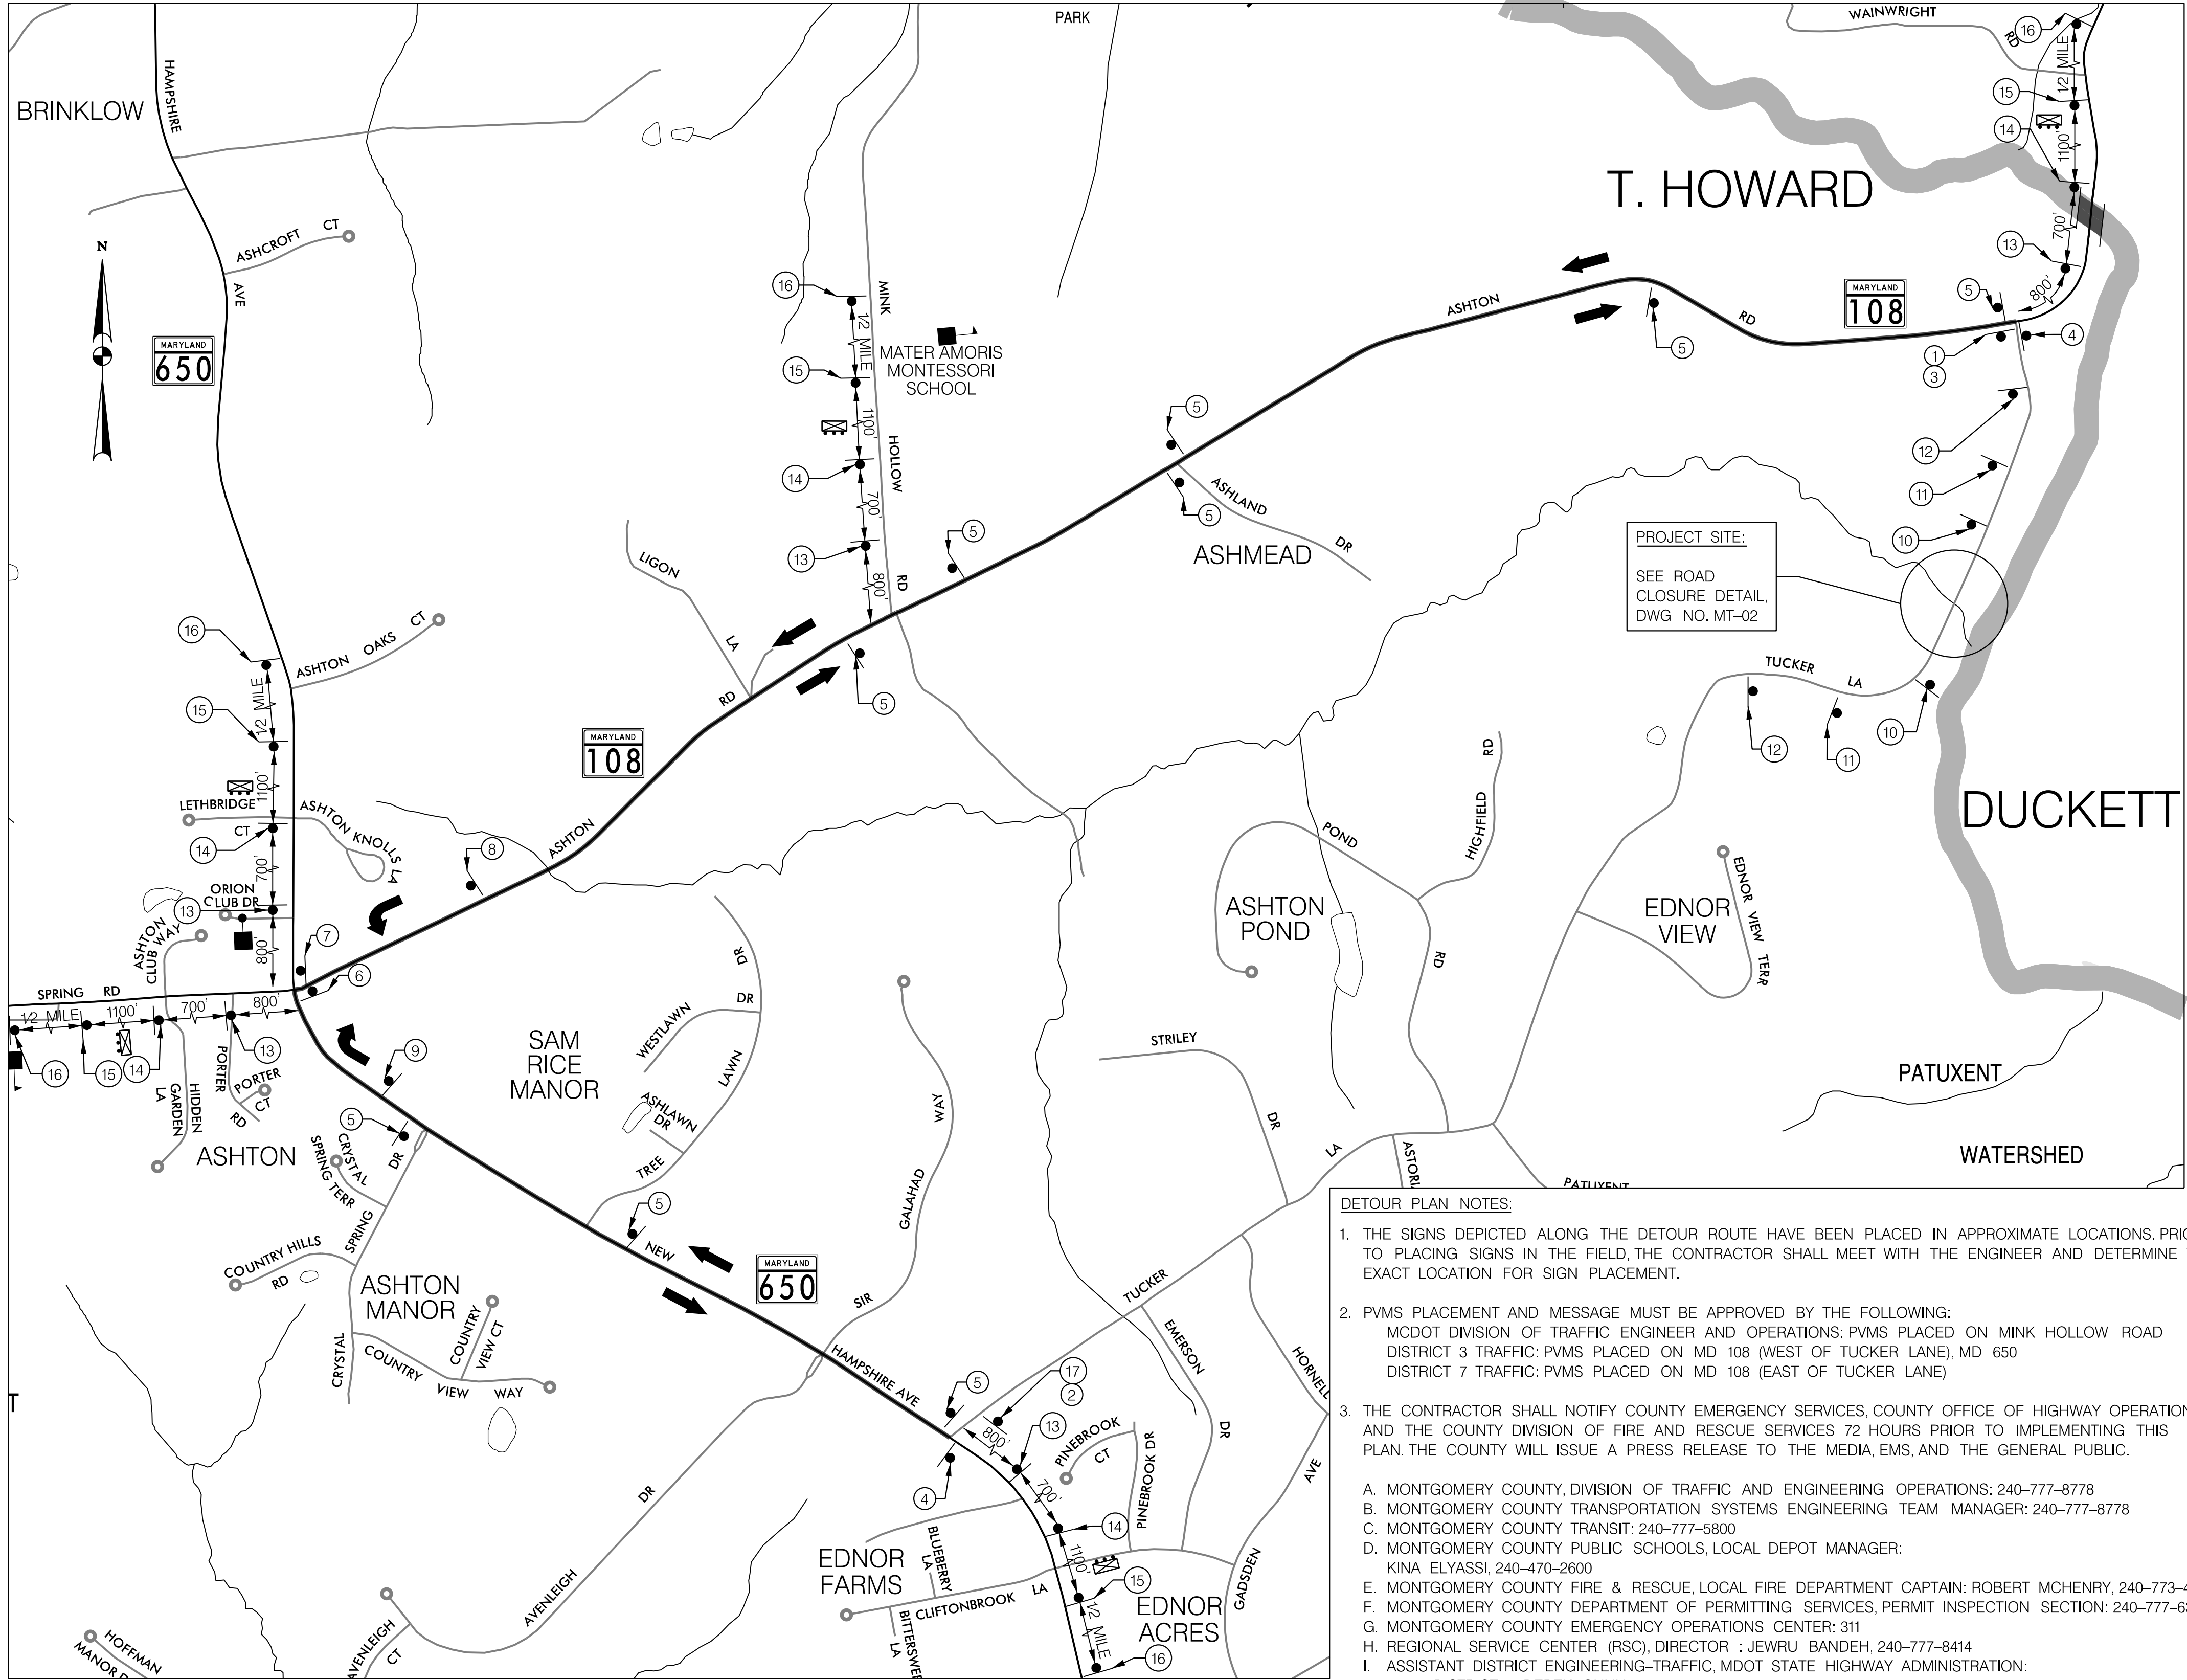 PARK
WAINWRIGHT
RD
16
1/2 MILE
15
14
1100'
700'
13
800'
BRINKLOW
HAMPSHIRE
AVE
ASHCROFT CT
N
MARYLAND
650
T. HOWARD
16
MINK
1/2 MILE
MATER AMORIS
MONTESSORI
SCHOOL
15
1100'
HOLLOW
14
700'
13
800'
RD
ASHTON
RD
5
MARYLAND
108
5
4
1
3
12
11
10
5
5
ASHLAND
DR
ASHMEAD
5
PROJECT SITE:
SEE ROAD
CLOSURE DETAIL,
DWG NO. MT-02
LIGON
LA
RD
5
16
ASHTON OAKS CT
1/2 MILE
15
MARYLAND
108
1100'
LETHBRIDGE
CT
ASHTON KNOLLS LA
14
700'
ORION
CLUB DR
13
800'
ASHTON
CLUB WAY
8
ASHTON
7
6
TUCKER LA
12
11
10
DUCKETT
HIGHFIELD
RD
POND
RD
ASHTON
POND
EDNOR
VIEW
EDNOR VIEW TERR
SPRING RD
1/2 MILE
1100'
700'
800'
16
15
14
13
PORTER
RD
PORTER
CT
HIDDEN
GARDEN
LA
ASHTON
9
5
SAM
RICE
MANOR
DR
WESTLAWN
DR
LAWN
ASHLAWN
DR
TREE
WAY
GALAHAD
SIR
STRILEY
DR
LA
ASTORI
PATUXENT
PATUXENT
WATERSHED
CRYSTAL
SPRING TERR
DR
SPRING
CRYSTAL
COUNTRY HILLS
RD
ASHTON
MANOR
COUNTRY
VIEW CT
COUNTRY
VIEW WAY
5
NEW
MARYLAND
650
HAMPSHIRE AVE
TUCKER
EMERSON
DR
HORNELL
AVE
5
17
2
13
800'
4
700'
PINEBROOK
CT
PINEBROOK DR
14
1100'
15
1/2 MILE
16
T
DR
AVENLEIGH
AVENLEIGH
CT
HOFFMAN
MANOR D
EDNOR
FARMS
BLUEBERRY
LA
CLIFTONBROOK LA
BITTERSWE
LA
GADSDEN
EDNOR
ACRES
DETOUR PLAN NOTES:
1. THE SIGNS DEPICTED ALONG THE DETOUR ROUTE HAVE BEEN PLACED IN APPROXIMATE LOCATIONS. PRIO
TO PLACING SIGNS IN THE FIELD, THE CONTRACTOR SHALL MEET WITH THE ENGINEER AND DETERMINE
EXACT LOCATION FOR SIGN PLACEMENT.
2. PVMS PLACEMENT AND MESSAGE MUST BE APPROVED BY THE FOLLOWING:
MCDOT DIVISION OF TRAFFIC ENGINEER AND OPERATIONS: PVMS PLACED ON MINK HOLLOW ROAD
DISTRICT 3 TRAFFIC: PVMS PLACED ON MD 108 (WEST OF TUCKER LANE), MD 650
DISTRICT 7 TRAFFIC: PVMS PLACED ON MD 108 (EAST OF TUCKER LANE)
3. THE CONTRACTOR SHALL NOTIFY COUNTY EMERGENCY SERVICES, COUNTY OFFICE OF HIGHWAY OPERATION
AND THE COUNTY DIVISION OF FIRE AND RESCUE SERVICES 72 HOURS PRIOR TO IMPLEMENTING THIS
PLAN. THE COUNTY WILL ISSUE A PRESS RELEASE TO THE MEDIA, EMS, AND THE GENERAL PUBLIC.
A. MONTGOMERY COUNTY, DIVISION OF TRAFFIC AND ENGINEERING OPERATIONS: 240-777-8778
B. MONTGOMERY COUNTY TRANSPORTATION SYSTEMS ENGINEERING TEAM MANAGER: 240-777-8778
C. MONTGOMERY COUNTY TRANSIT: 240-777-5800
D. MONTGOMERY COUNTY PUBLIC SCHOOLS, LOCAL DEPOT MANAGER:
KINA ELYASSI, 240-470-2600
E. MONTGOMERY COUNTY FIRE & RESCUE, LOCAL FIRE DEPARTMENT CAPTAIN: ROBERT MCHENRY, 240-773-4
F. MONTGOMERY COUNTY DEPARTMENT OF PERMITTING SERVICES, PERMIT INSPECTION SECTION: 240-777-6
G. MONTGOMERY COUNTY EMERGENCY OPERATIONS CENTER: 311
H. REGIONAL SERVICE CENTER (RSC), DIRECTOR : JEWRU BANDEH, 240-777-8414
I. ASSISTANT DISTRICT ENGINEERING-TRAFFIC, MDOT STATE HIGHWAY ADMINISTRATION: